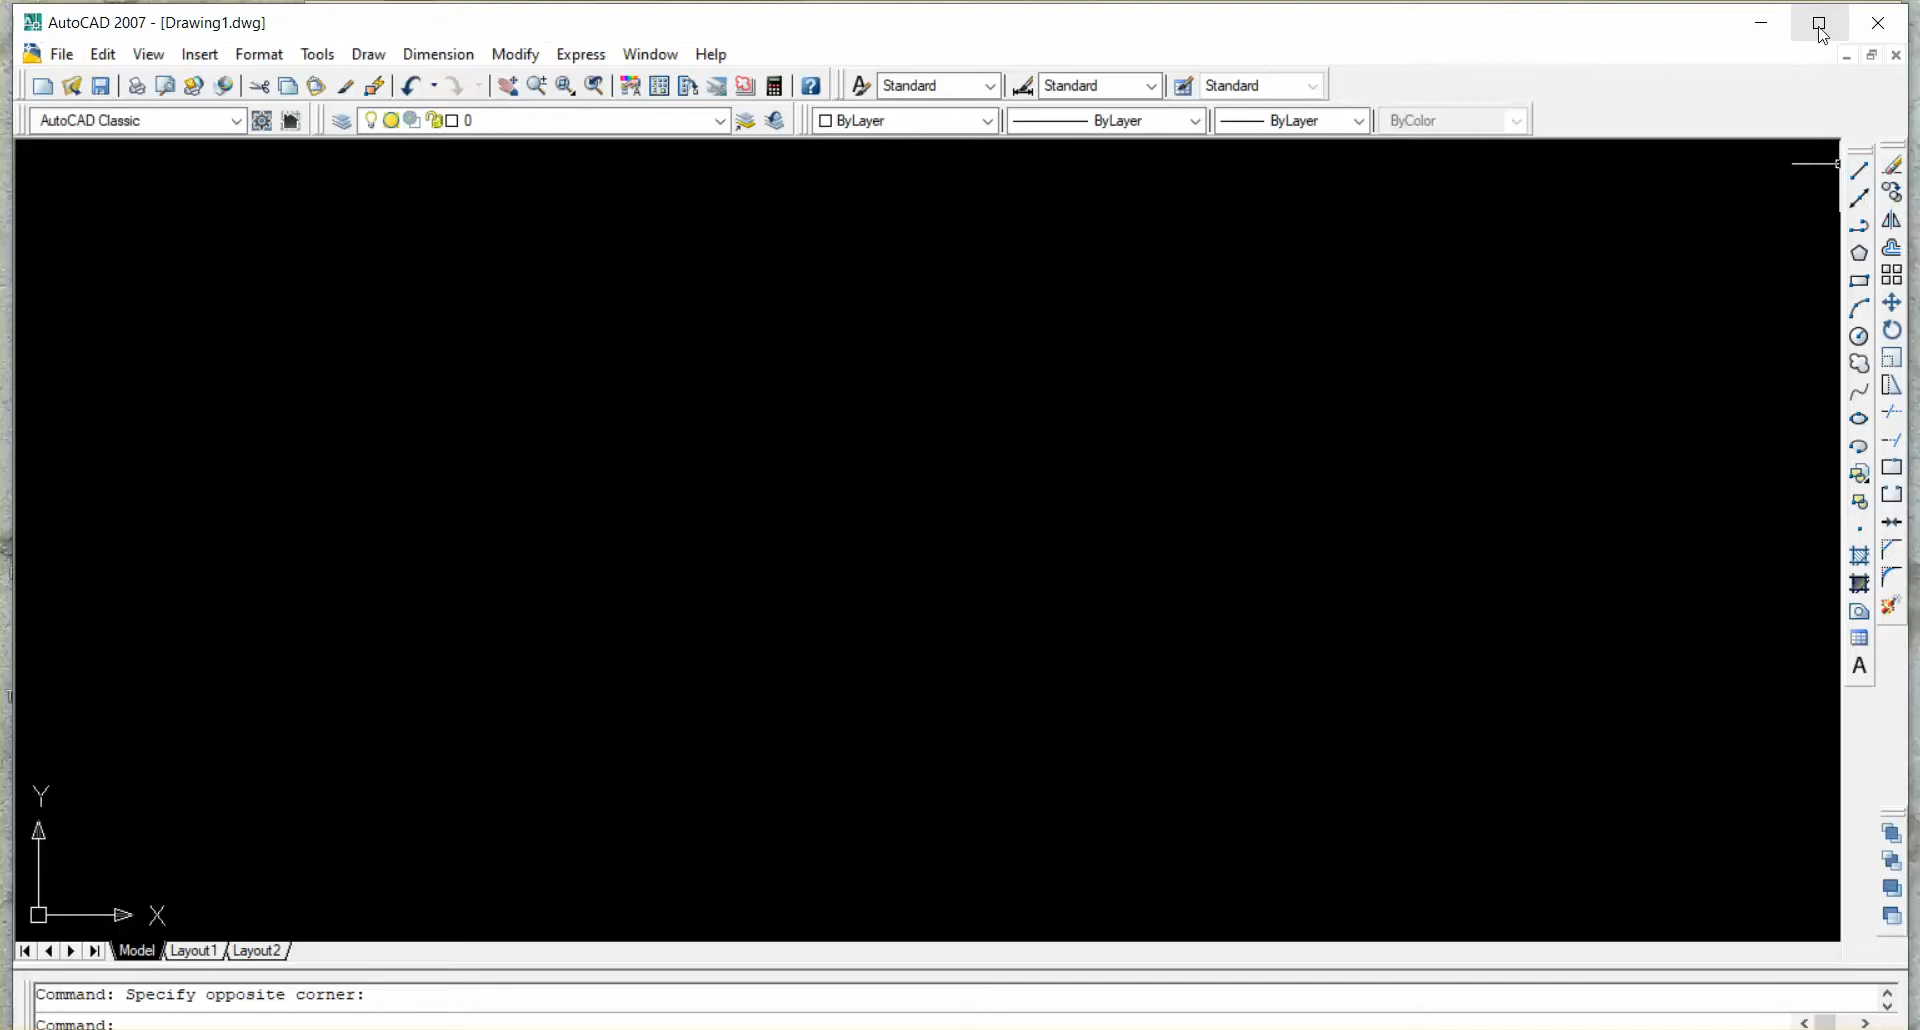 AutoCAD 2007 - [Drawing1.dwg]
File Edit View Insert Format Tools Draw Dimension Modify Express Window Help
Standard Standard Standard
AutoCAD Classic 0 ByLayer ByLayer ByLayer ByColor
A
Y
X
Model Layout1 Layout2
Command: Specify opposite corner:
Command: